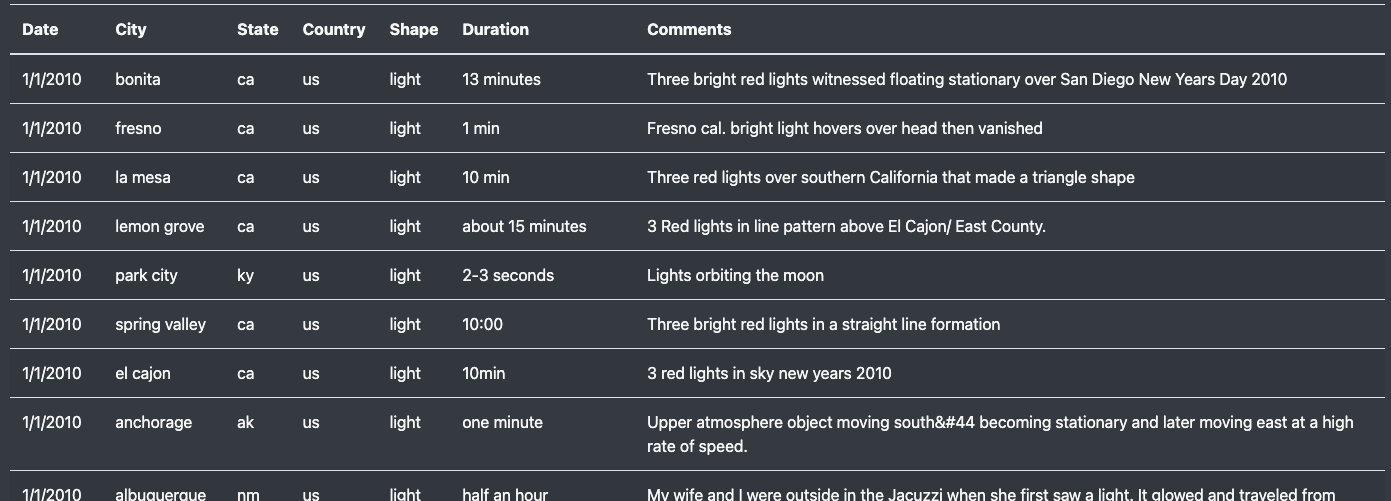 Date City State Country Shape Duration Comments
1/1/2010 bonita ca us light 13 minutes Three bright red lights witnessed floating stationary over San Diego New Years Day 2010
1/1/2010 fresno ca us light 1 min Fresno cal. bright light hovers over head then vanished
1/1/2010 la mesa ca us light 10 min Three red lights over southern California that made a triangle shape
1/1/2010 lemon grove ca us light about 15 minutes 3 Red lights in line pattern above El Cajon/ East County.
1/1/2010 park city ky us light 2-3 seconds Lights orbiting the moon
1/1/2010 spring valley ca us light 10:00 Three bright red lights in a straight line formation
1/1/2010 el cajon ca us light 10min 3 red lights in sky new years 2010
1/1/2010 anchorage ak us light one minute Upper atmosphere object moving south&#44 becoming stationary and later moving east at a high
rate of speed.
1/1/2010 albuquerque nm us light half an hour My wife and I were outside in the Jacuzzi when she first saw a light. It glowed and traveled from